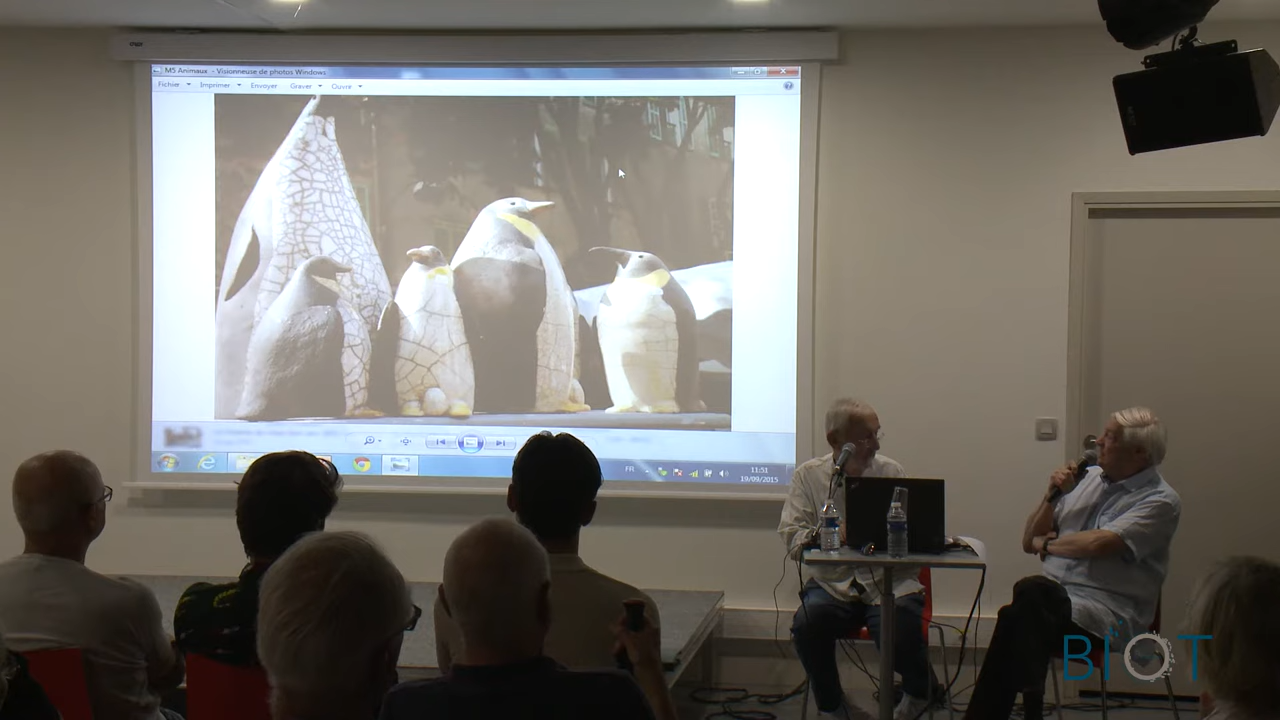 M5 Animaux - Visionneuse de photos Windows
Fichier Imprimer Envoyer Graver Ouvrir
FR
11:51
19/09/2015
BIOT